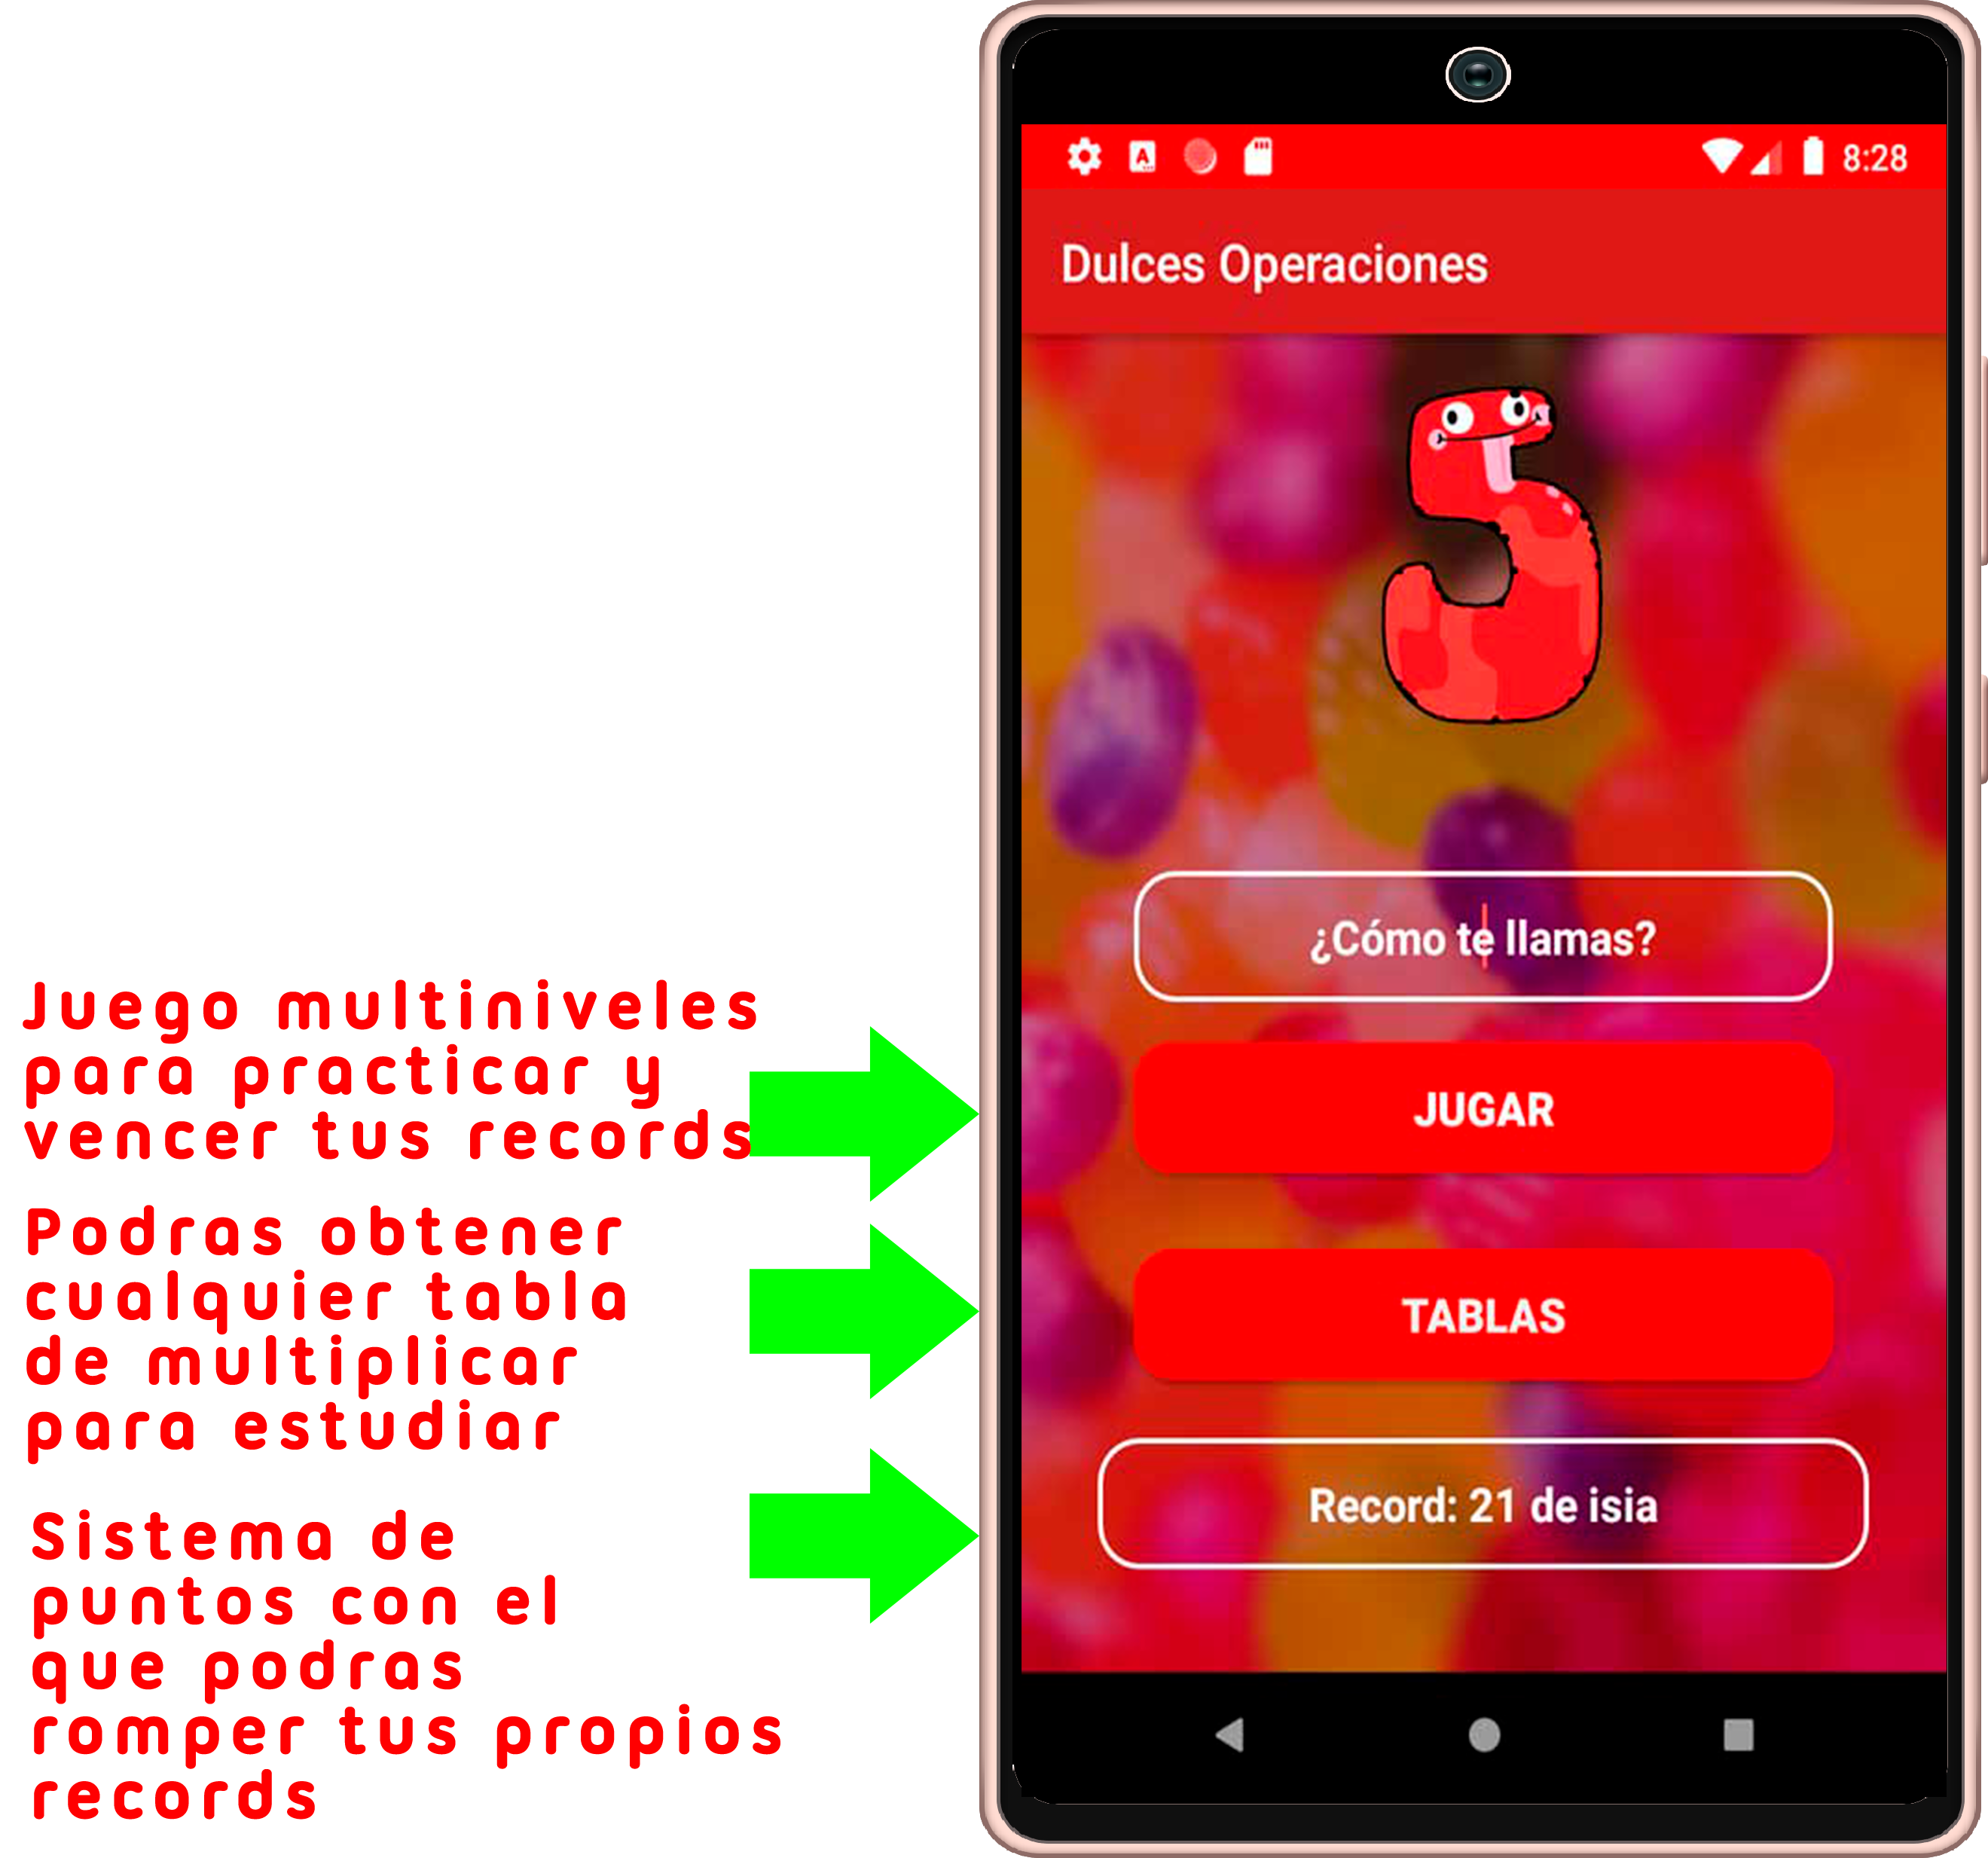 Juego multiniveles
para practicar y
vencer tus records
Podras obtener
cualquier tabla
de multiplicar
para estudiar
Sistema de
puntos con el
que podras
romper tus propios
records
A
8:28
Dulces Operaciones
5
¿Cómo te llamas?
JUGAR
TABLAS
Record: 21 de isia